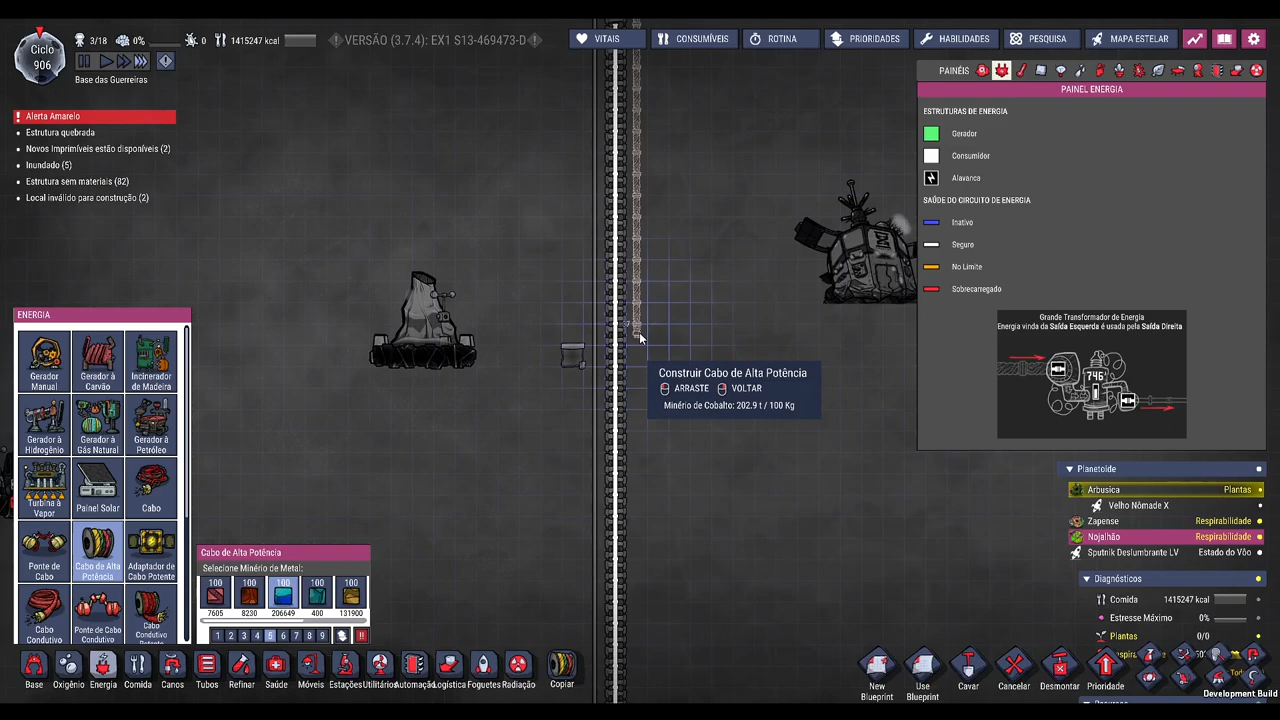 Ciclo
906
3/18
0%
0
1415247 kcal
VERSÃO (3.7.4): EX1 S13-469473-D
Base das Guerreiras
VITAIS
CONSUMÍVEIS
ROTINA
PRIORIDADES
HABILIDADES
PESQUISA
MAPA ESTELAR
Alerta Amarelo
Estrutura quebrada
Novos Imprimíveis estão disponíveis (2)
Inundado (5)
Estrutura sem materiais (82)
Local inválido para construção (2)
PAINÉIS
PAINEL ENERGIA
ESTRUTURAS DE ENERGIA
Gerador
Consumidor
Alavanca
SAÚDE DO CIRCUITO DE ENERGIA
Inativo
Seguro
No Limite
Sobrecarregado
Grande Transformador de Energia
Energia vinda da Saída Esquerda é usada pela Saída Direita
746
Construir Cabo de Alta Potência
ARRASTE VOLTAR
Minério de Cobalto: 202.9 t / 100 Kg
ENERGIA
Gerador Manual
Gerador à Carvão
Incinerador de Madeira
Gerador à Hidrogênio
Gerador à Gás Natural
Gerador à Petróleo
Turbina à Vapor
Painel Solar
Cabo
Ponte de Cabo
Cabo de Alta Potência
Adaptador de Cabo Potente
Cabo Condutivo
Ponte de Cabo Condutivo
Cabo Condutivo Potente
Cabo de Alta Potência
Selecione Minério de Metal:
100 100 100 100 100
7605 8230 206649 400 131900
1 2 3 4 5 6 7 8 9 !!
Planetoide
Arbusica Plantas
Velho Nômade X
Zapense Respirabilidade
Nojalhão Respirabilidade
Sputnik Deslumbrante LV Estado do Vôo
Diagnósticos
Comida 1415247 kcal
Estresse Máximo 0%
Plantas 0/0
Base
Oxigênio
Energia
Comida
Canos
Tubos
Refinar
Saúde
Móveis
Estações
Utilitários
Automação
Logística
Foguetes
Radiação
Copiar
New Blueprint
Use Blueprint
Cavar
Cancelar
Desmontar
Prioridade
Development Build